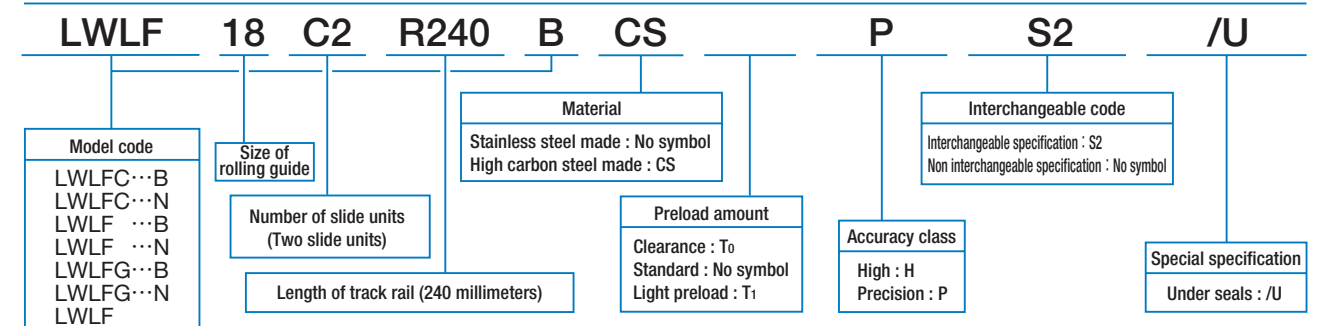 LWLF 18 C2 R240 B CS P S2 /U
Material
Stainless steel made : No symbol
High carbon steel made : CS
Interchangeable code
Interchangeable specification : S2
Non interchangeable specification : No symbol
Model code
LWLFC…B
LWLFC…N
LWLF …B
LWLF …N
LWLFG…B
LWLFG…N
LWLF
Size of
rolling guide
Number of slide units
(Two slide units)
Length of track rail (240 millimeters)
Preload amount
Clearance : T0
Standard : No symbol
Light preload : T1
Accuracy class
High : H
Precision : P
Special specification
Under seals : /U